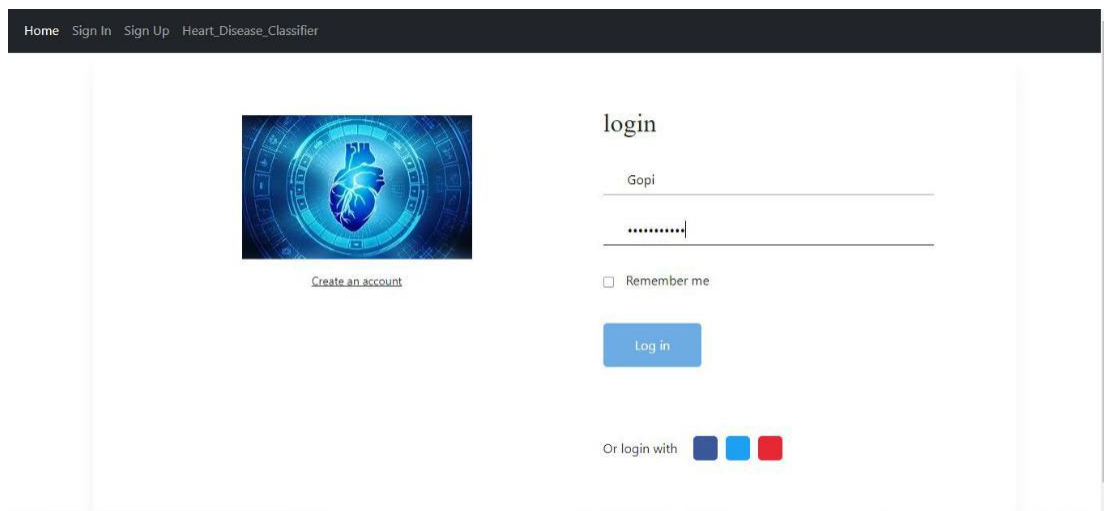 Home Sign In Sign Up Heart_Disease_Classifier
Create an account
login
Gopi
•••••••••••
Remember me
Log in
Or login with